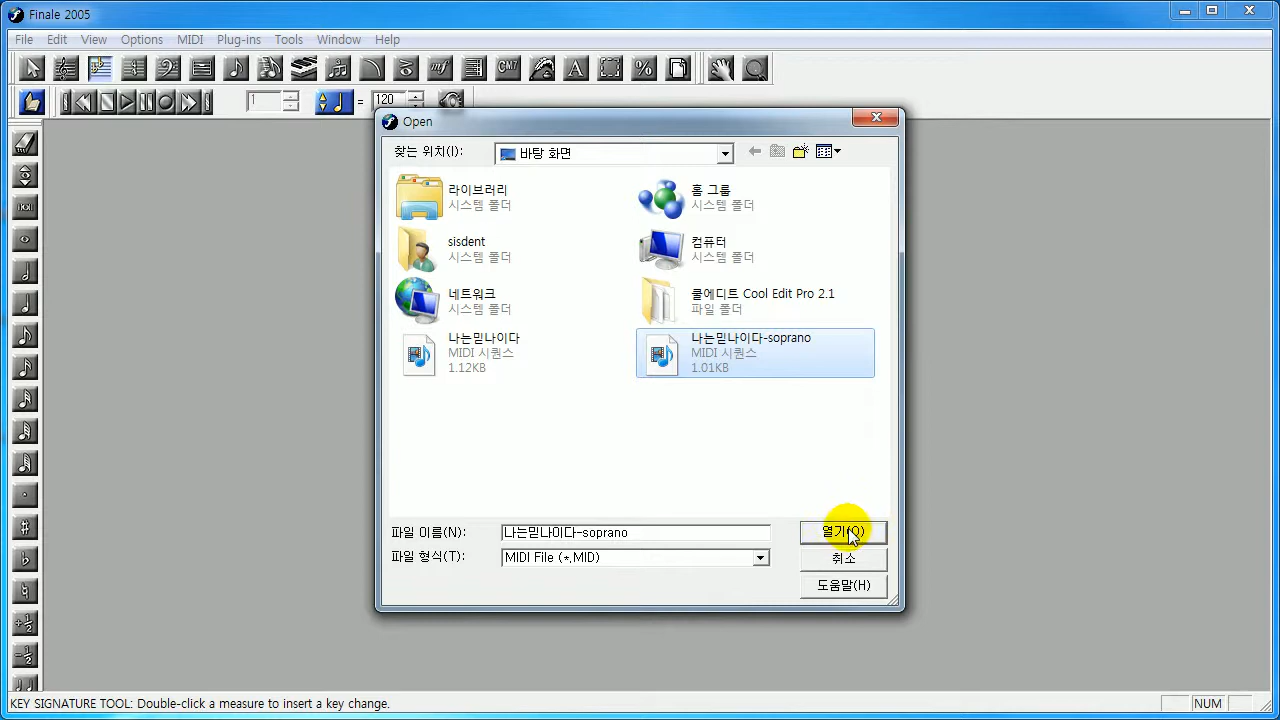 Finale 2005
File Edit View Options MIDI Plug-ins Tools Window Help
mf CM7 A %
1 = 120
Open
찾는 위치(I): 바탕 화면
라이브러리
시스템 폴더
홈 그룹
시스템 폴더
sisdent
시스템 폴더
컴퓨터
시스템 폴더
네트워크
시스템 폴더
쿨에디트 Cool Edit Pro 2.1
파일 폴더
나는믿나이다
MIDI 시퀀스
1.12KB
나는믿나이다-soprano
MIDI 시퀀스
1.01KB
파일 이름(N): 나는믿나이다-soprano
열기(O)
파일 형식(T): MIDI File (*.MID)
취소
도움말(H)
+½
-½
KEY SIGNATURE TOOL: Double-click a measure to insert a key change.
NUM